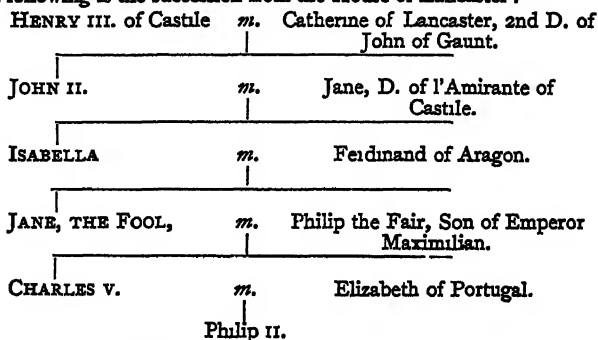 HENRY III. of Castile m. Catherine of Lancaster, 2nd D. of
John of Gaunt.
JOHN II. m. Jane, D. of l'Amirante of
Castile.
ISABELLA m. Ferdinand of Aragon.
JANE, THE FOOL, m. Philip the Fair, Son of Emperor
Maximilian.
CHARLES V. m. Elizabeth of Portugal.
Philip II.